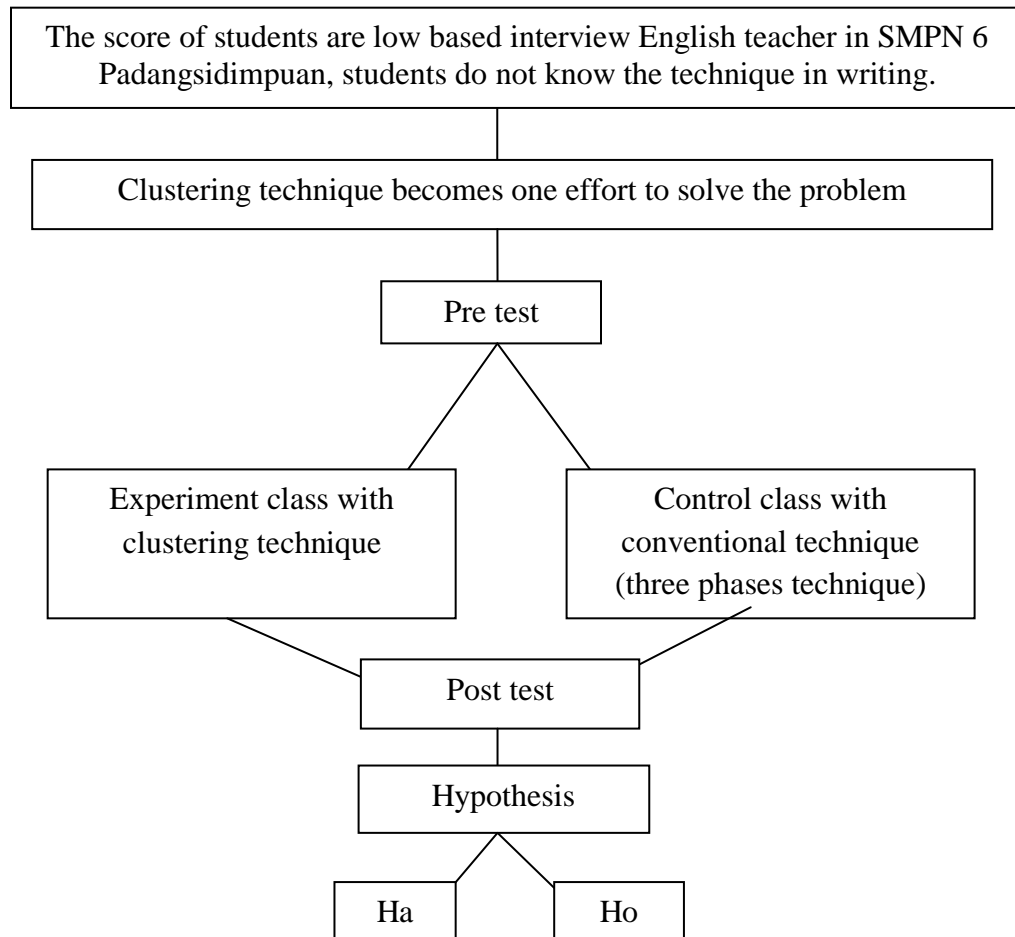 The score of students are low based interview English teacher in SMPN 6
Padangsidimpuan, students do not know the technique in writing.
Clustering technique becomes one effort to solve the problem
Pre test
Experiment class with
clustering technique
Control class with
conventional technique
(three phases technique)
Post test
Hypothesis
Ha
Ho